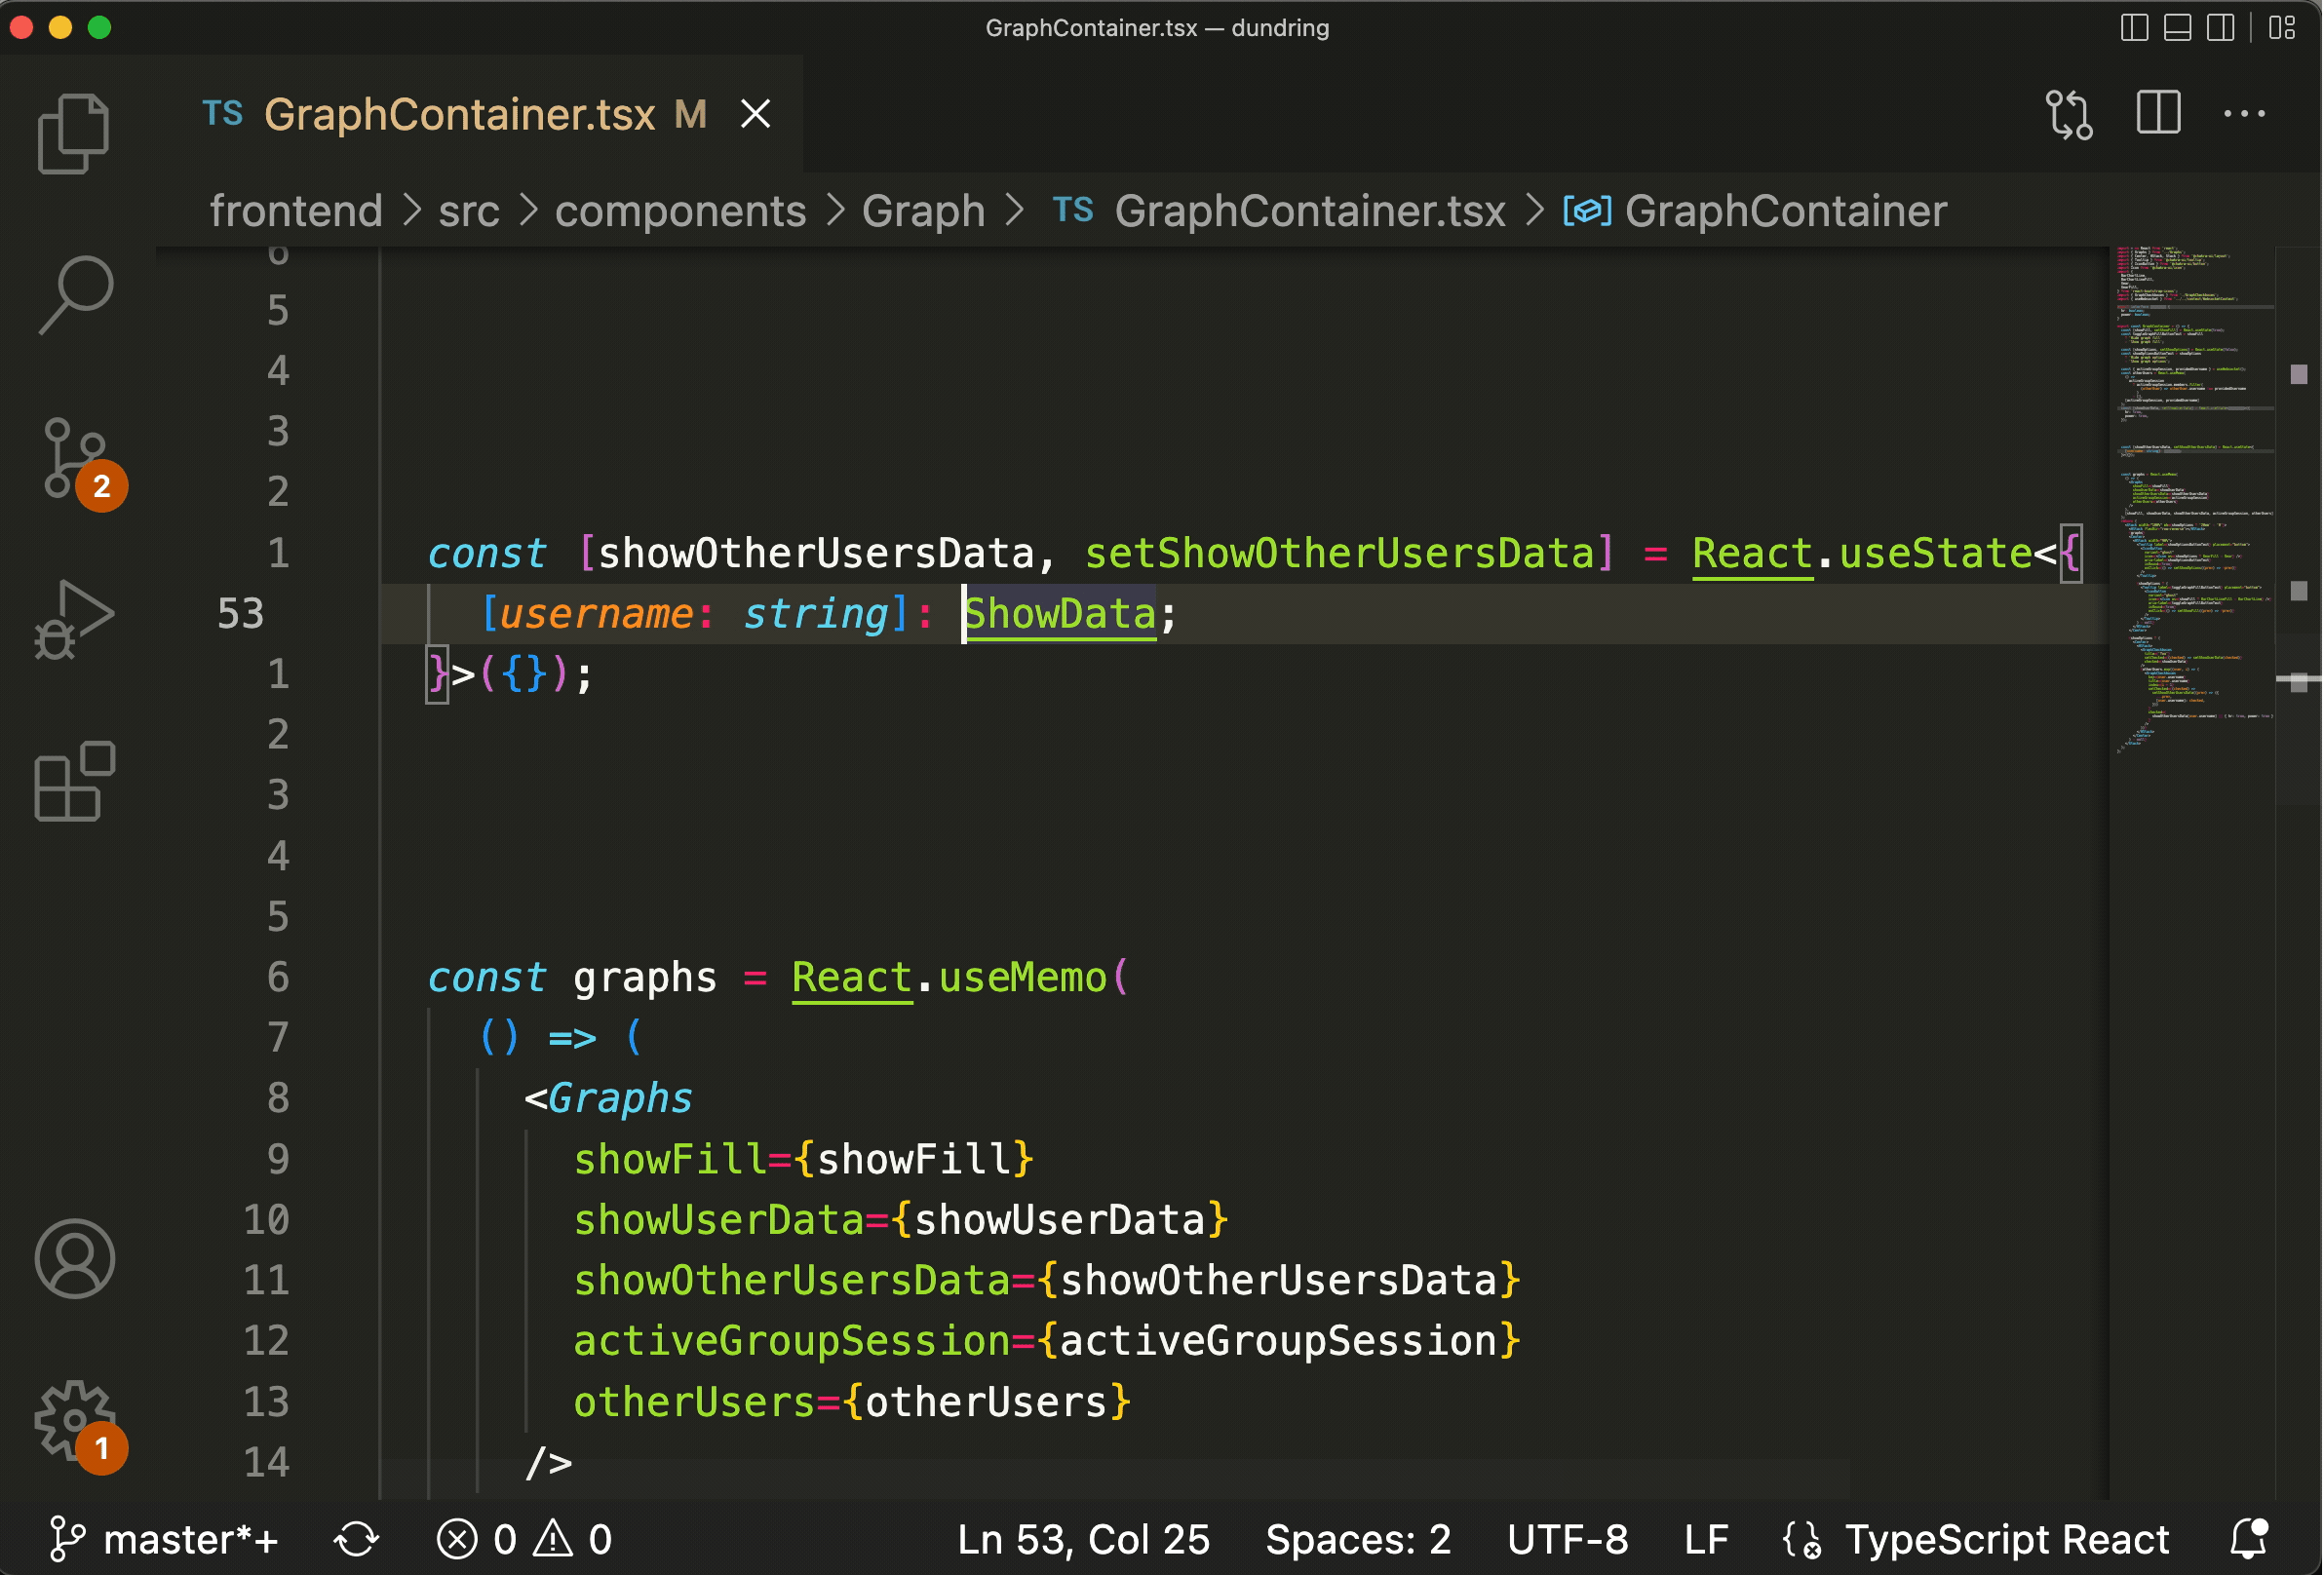 GraphContainer.tsx — dundring
TS GraphContainer.tsx M
frontend > src > components > Graph > TS GraphContainer.tsx > GraphContainer
6
5
4
3
2
1 const [showOtherUsersData, setShowOtherUsersData] = React.useState<{
53 [username: string]: ShowData;
1 }>({});
2
2
3
4
5
6 const graphs = React.useMemo(
7 () => (
8 <Graphs
9 showFill={showFill}
10 showUserData={showUserData}
11 showOtherUsersData={showOtherUsersData}
12 activeGroupSession={activeGroupSession}
13 otherUsers={otherUsers}
14 />
1
master*+ 0 0 Ln 53, Col 25 Spaces: 2 UTF-8 LF TypeScript React